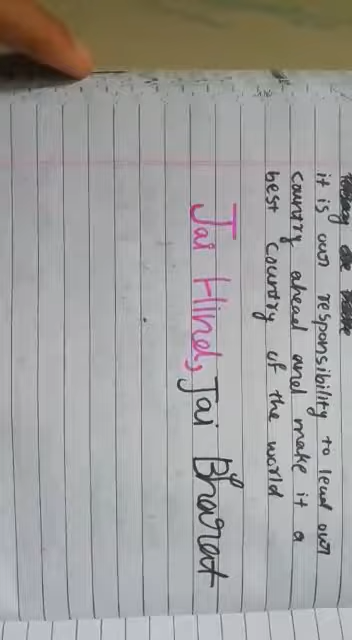 it is our responsibility to lead our
country ahead and make it a
best country of the world
Jai Hind, Jai Bharat